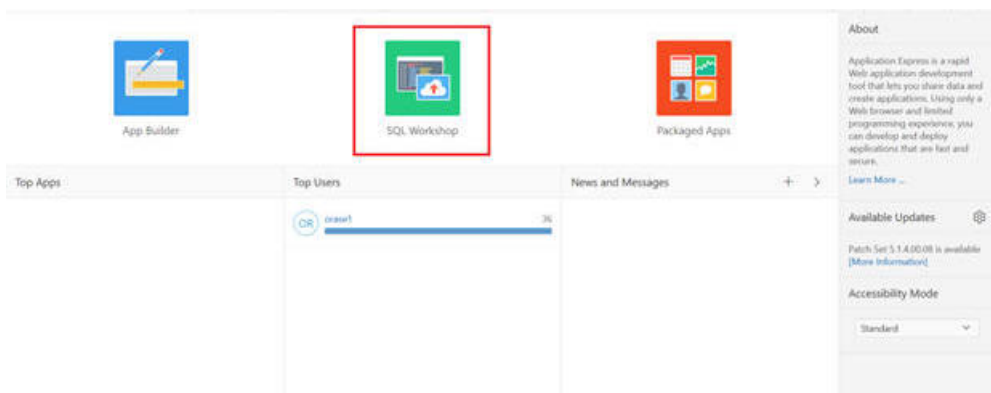 App Builder
SQL Workshop
Packaged Apps
About
Application Express is a rapid
Web application development
tool that lets you share data and
create applications. Using only a
Web browser and limited
programming experience, you
can develop and deploy
applications that are fast and
secure.
Learn More ...
Top Apps
Top Users
News and Messages
OR
36
Available Updates
Patch Set 5.1.4.00.08 is available
[More Information]
Accessibility Mode
Standard